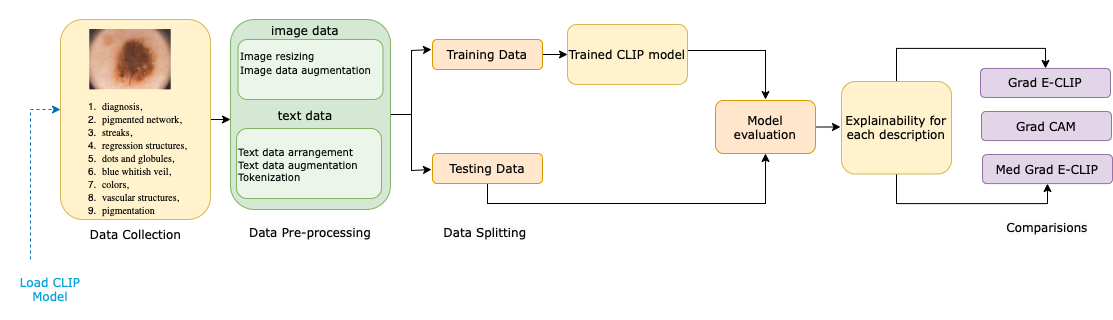 1. diagnosis,
2. pigmented network,
3. streaks,
4. regression structures,
5. dots and globules,
6. blue whitish veil,
7. colors,
8. vascular structures,
9. pigmentation
Data Collection
Load CLIP
Model
image data
Image resizing
Image data augmentation
text data
Text data arrangement
Text data augmentation
Tokenization
Data Pre-processing
Training Data
Testing Data
Data Splitting
Trained CLIP model
Model
evaluation
Explainability for
each description
Grad E-CLIP
Grad CAM
Med Grad E-CLIP
Comparisions